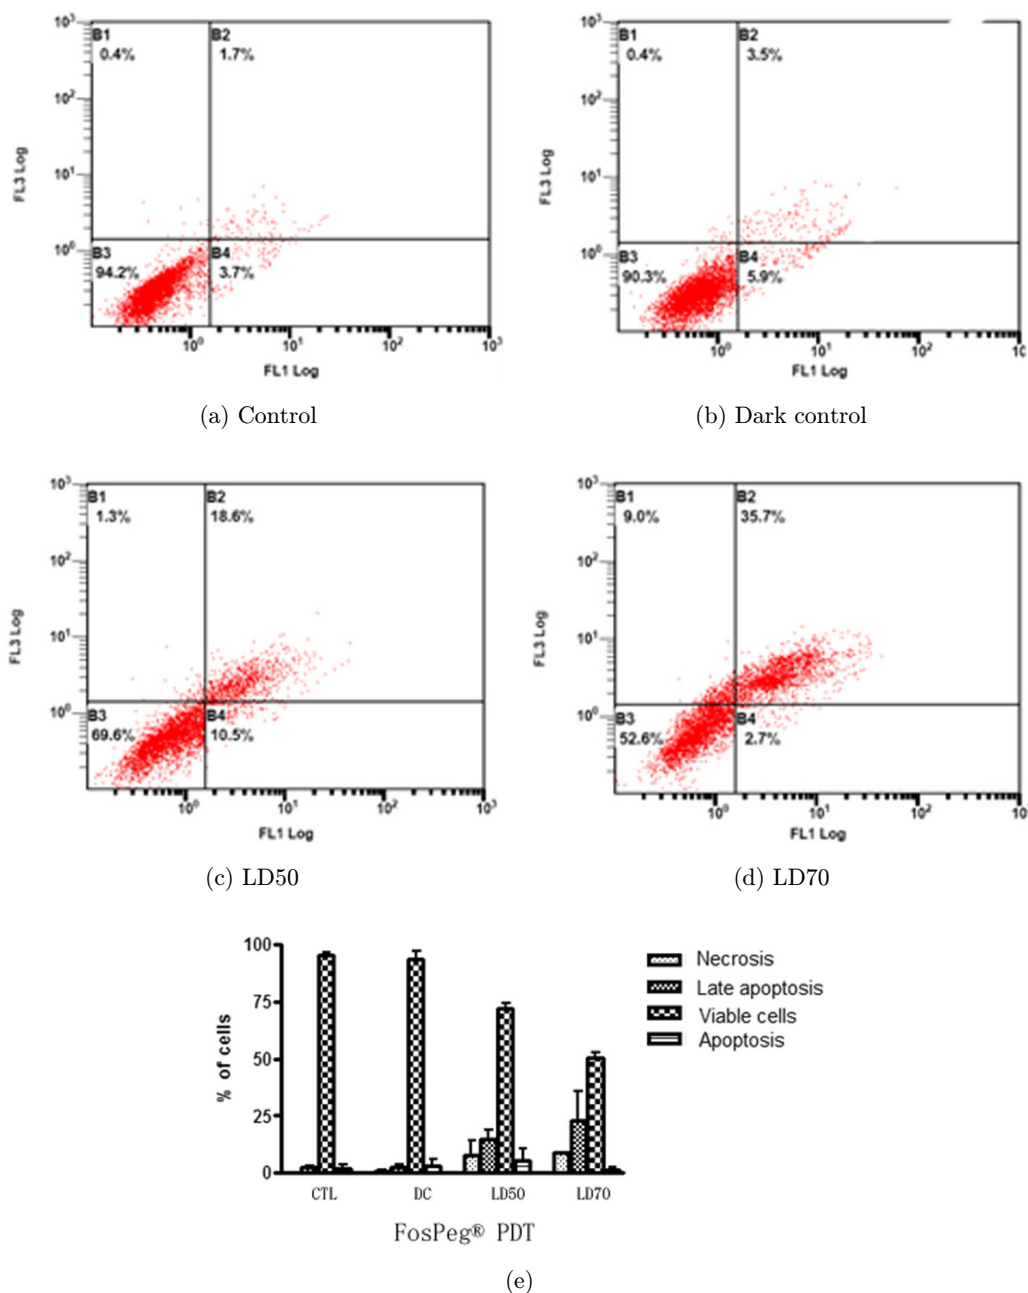 10³
B1
0.4%
B2
1.7%
10²
10¹
10⁰
B3
94.2%
B4
3.7%
FL3 Log
10⁰ 10¹ 10² 10³
FL1 Log
(a) Control
10³
B1
0.4%
B2
3.5%
10²
10¹
10⁰
B3
90.3%
B4
5.9%
FL3 Log
10⁰ 10¹ 10² 10
FL1 Log
(b) Dark control
10³
B1
1.3%
B2
18.6%
10²
10¹
10⁰
B3
69.6%
B4
10.5%
FL3 Log
10⁰ 10¹ 10² 10³
FL1 Log
(c) LD50
10³
B1
9.0%
B2
35.7%
10²
10¹
10⁰
B3
52.6%
B4
2.7%
FL3 Log
10⁰ 10¹ 10² 10
FL1 Log
(d) LD70
100
75
50
25
0
% of cells
CTL DC LD50 LD70
FosPeg® PDT
Necrosis
Late apoptosis
Viable cells
Apoptosis
(e)